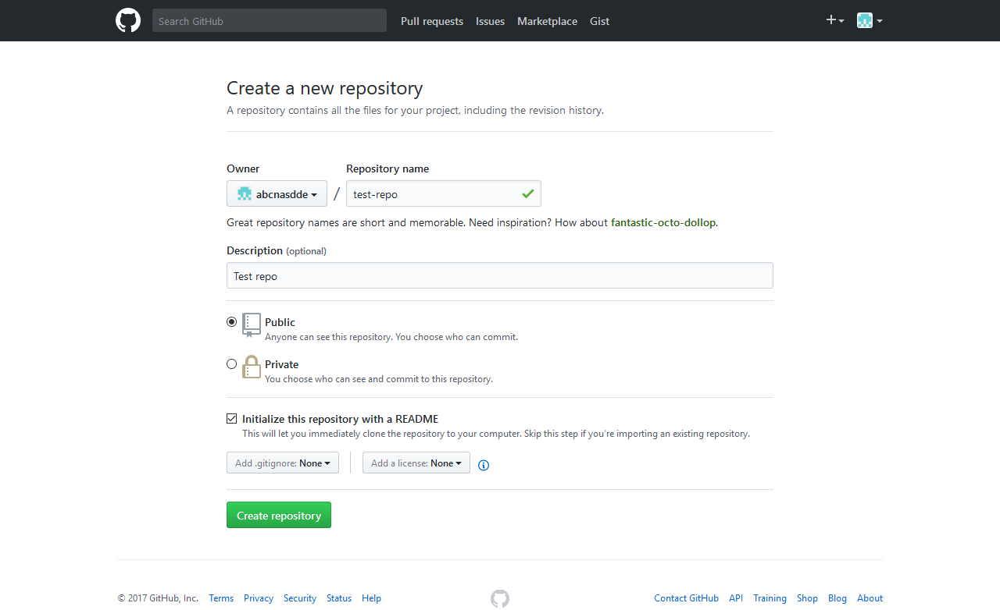 Search GitHub Pull requests Issues Marketplace Gist
Create a new repository
A repository contains all the files for your project, including the revision history.
Owner Repository name
abcnasdde / test-repo
Great repository names are short and memorable. Need inspiration? How about fantastic-octo-dollop.
Description (optional)
Test repo
Public
Anyone can see this repository. You choose who can commit.
Private
You choose who can see and commit to this repository.
Initialize this repository with a README
This will let you immediately clone the repository to your computer. Skip this step if you’re importing an existing repository.
Add .gitignore: None Add a license: None
Create repository
© 2017 GitHub, Inc. Terms Privacy Security Status Help Contact GitHub API Training Shop Blog About